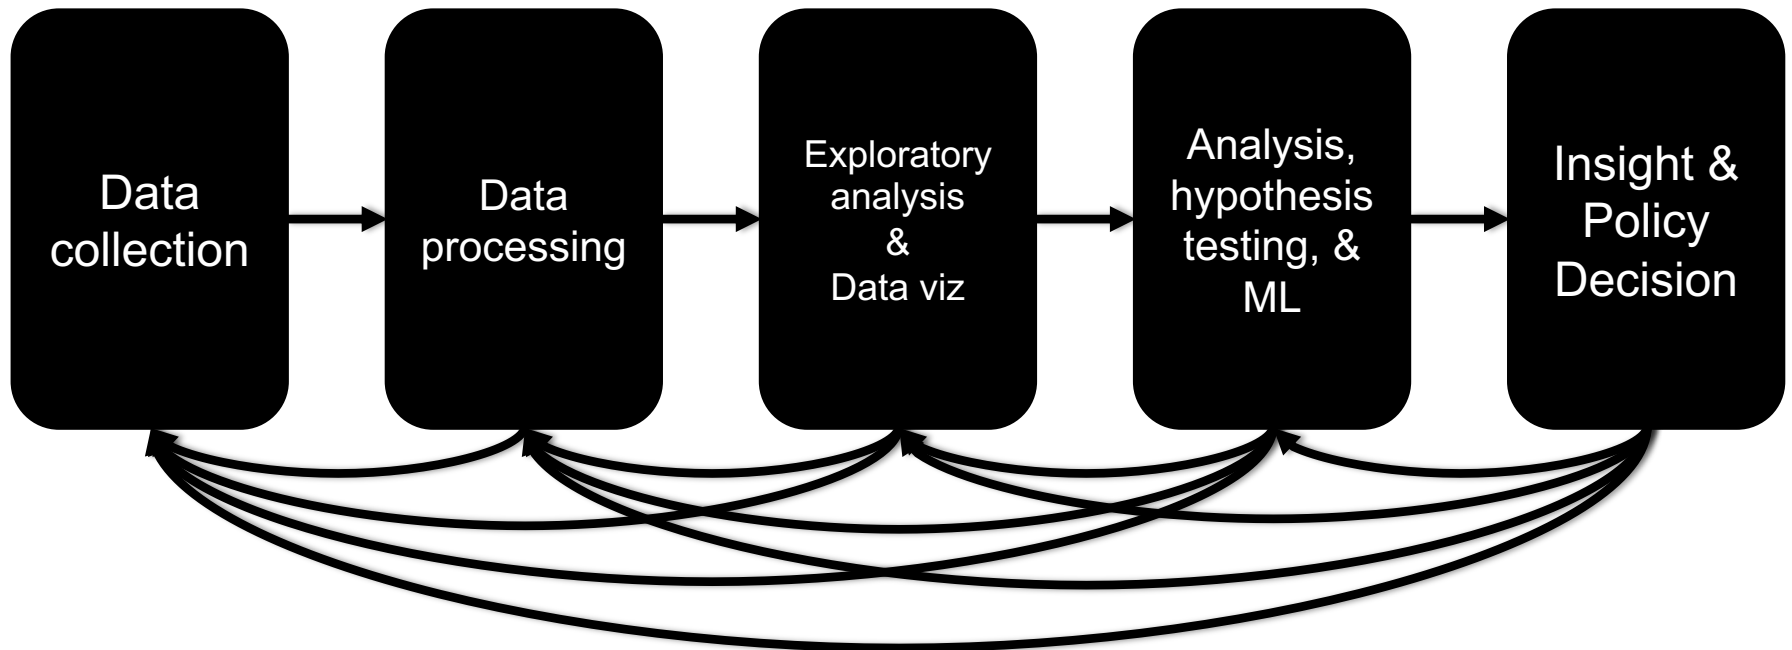 Data
collection
Data
processing
Exploratory
analysis
&
Data viz
Analysis,
hypothesis
testing, &
ML
Insight &
Policy
Decision